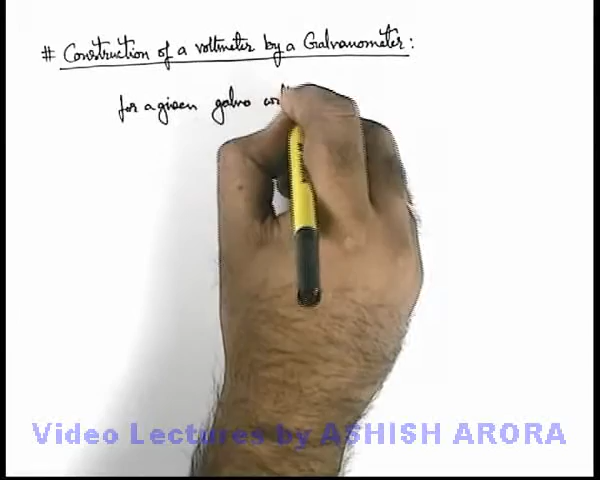 # Construction of a voltmeter by a Galvanometer:
for a given galvo
Video Lectures by ASHISH ARORA